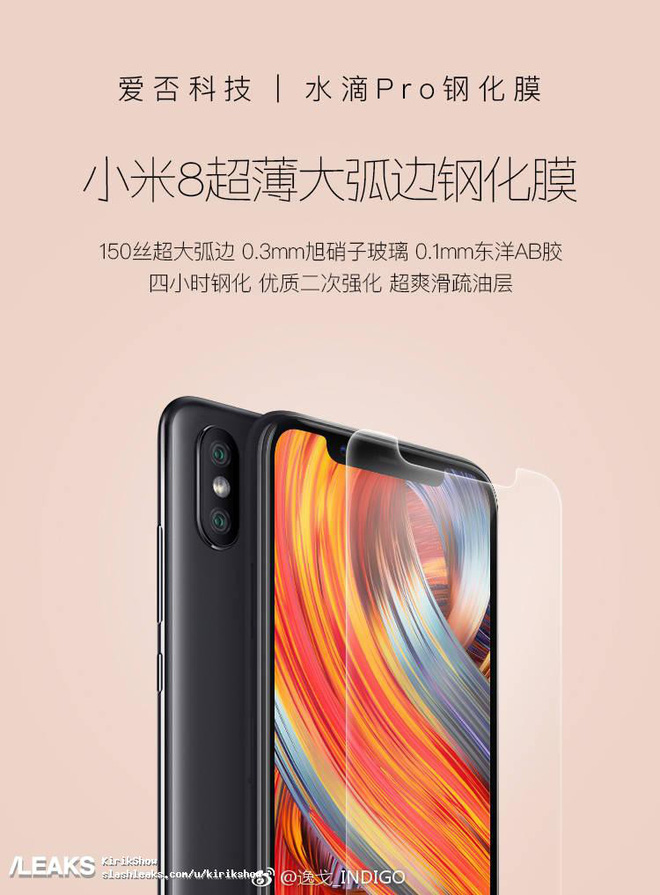 爱否科技 | 水滴Pro钢化膜
小米8超薄大弧边钢化膜
150丝超大弧边 0.3mm旭硝子玻璃 0.1mm东洋AB胶
四小时钢化 优质二次强化 超爽滑疏油层
/LEAKS
KirikShow
slashleaks.com/u/kirikshow
@逸戈_INDIGO